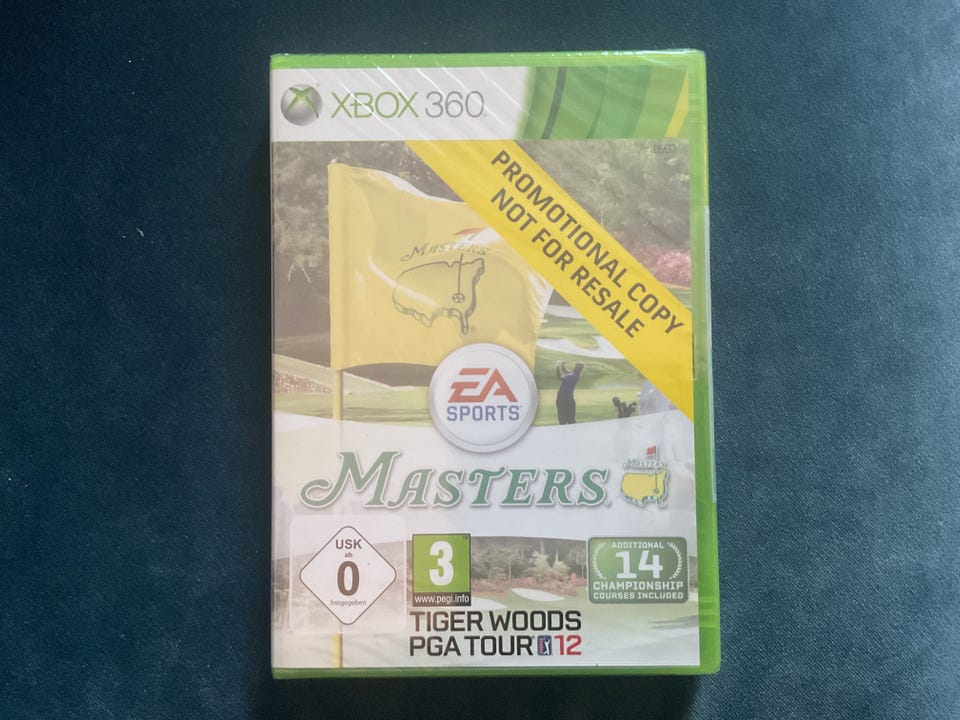 XBOX 360
PROMOTIONAL COPY
NOT FOR RESALE
MASTERS
EA
SPORTS
MASTERS
MASTERS
USK
ab
0
freigegeben
3
www.pegi.info
ADDITIONAL
14
CHAMPIONSHIP
COURSES INCLUDED
TIGER WOODS
PGA TOUR 12